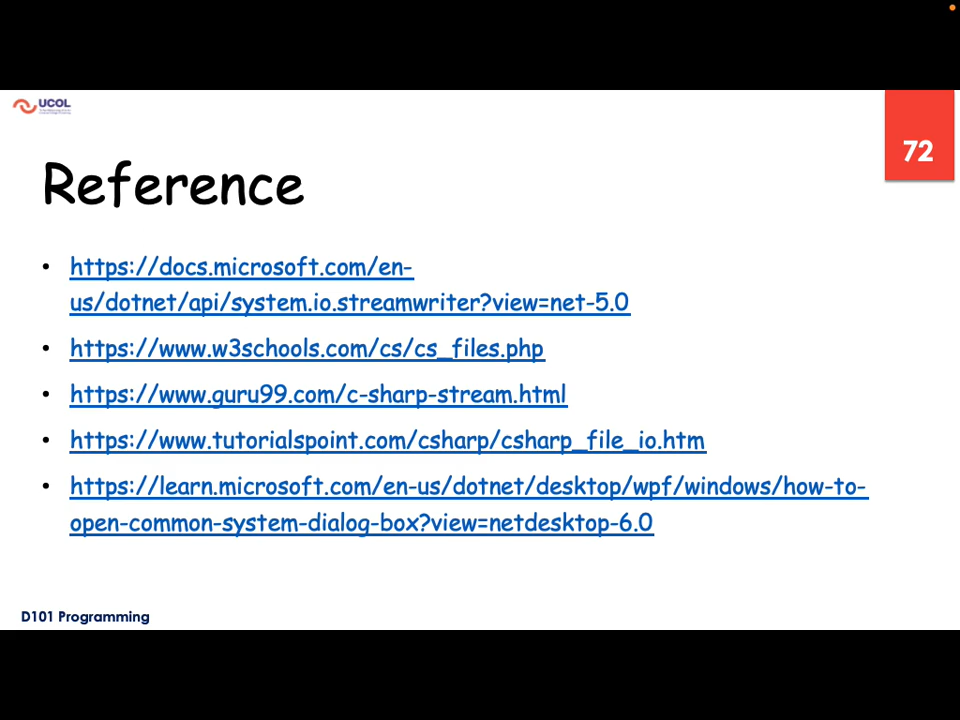 UCOL
72
Reference
• https://docs.microsoft.com/en-
us/dotnet/api/system.io.streamwriter?view=net-5.0
• https://www.w3schools.com/cs/cs_files.php
• https://www.guru99.com/c-sharp-stream.html
• https://www.tutorialspoint.com/csharp/csharp_file_io.htm
• https://learn.microsoft.com/en-us/dotnet/desktop/wpf/windows/how-to-
open-common-system-dialog-box?view=netdesktop-6.0
D101 Programming